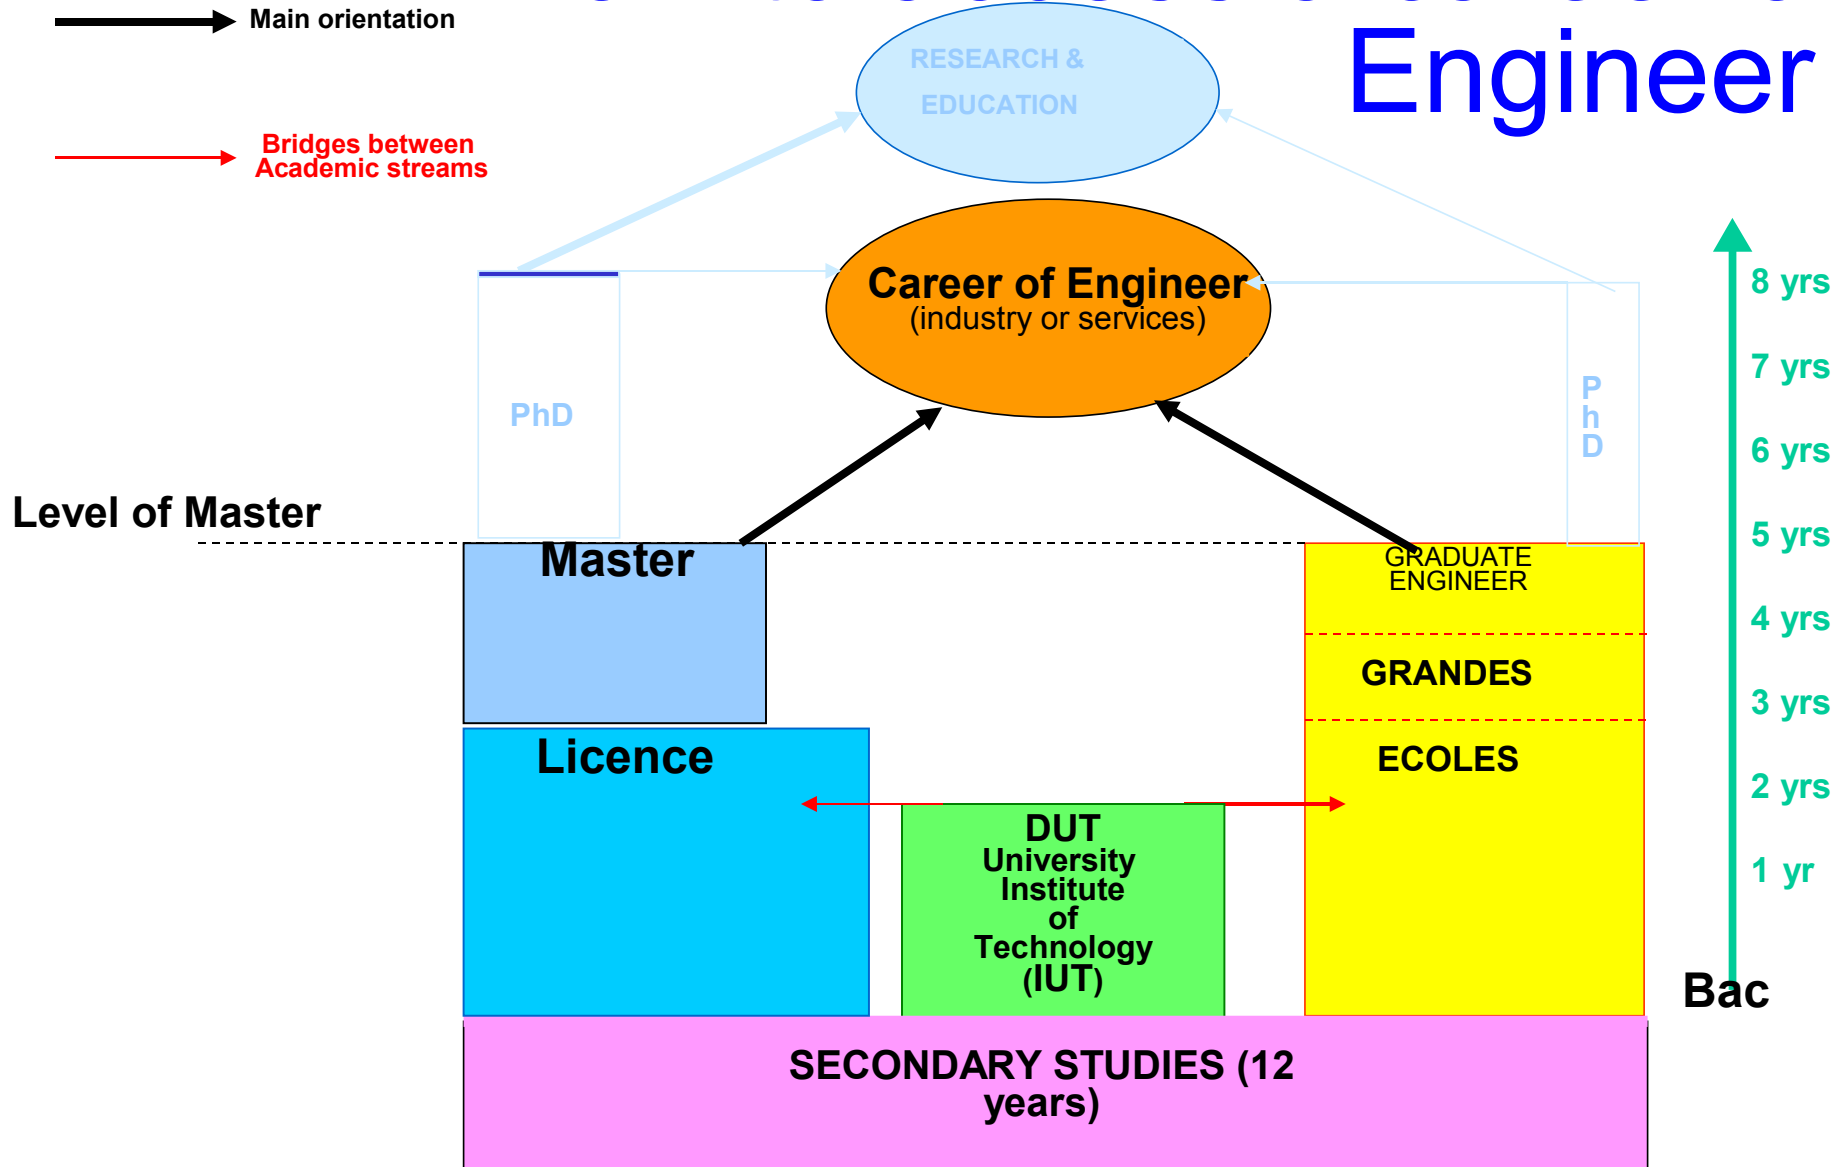 Main orientation
Engineer
RESEARCH &
EDUCATION
Bridges between
Academic streams
Career of Engineer
(industry or services)
8 yrs
7 yrs
PhD
P
h
D
6 yrs
Level of Master
5 yrs
Master
GRADUATE
ENGINEER
4 yrs
GRANDES
3 yrs
Licence
ECOLES
2 yrs
DUT
University
Institute
of
Technology
(IUT)
1 yr
Bac
SECONDARY STUDIES (12
years)